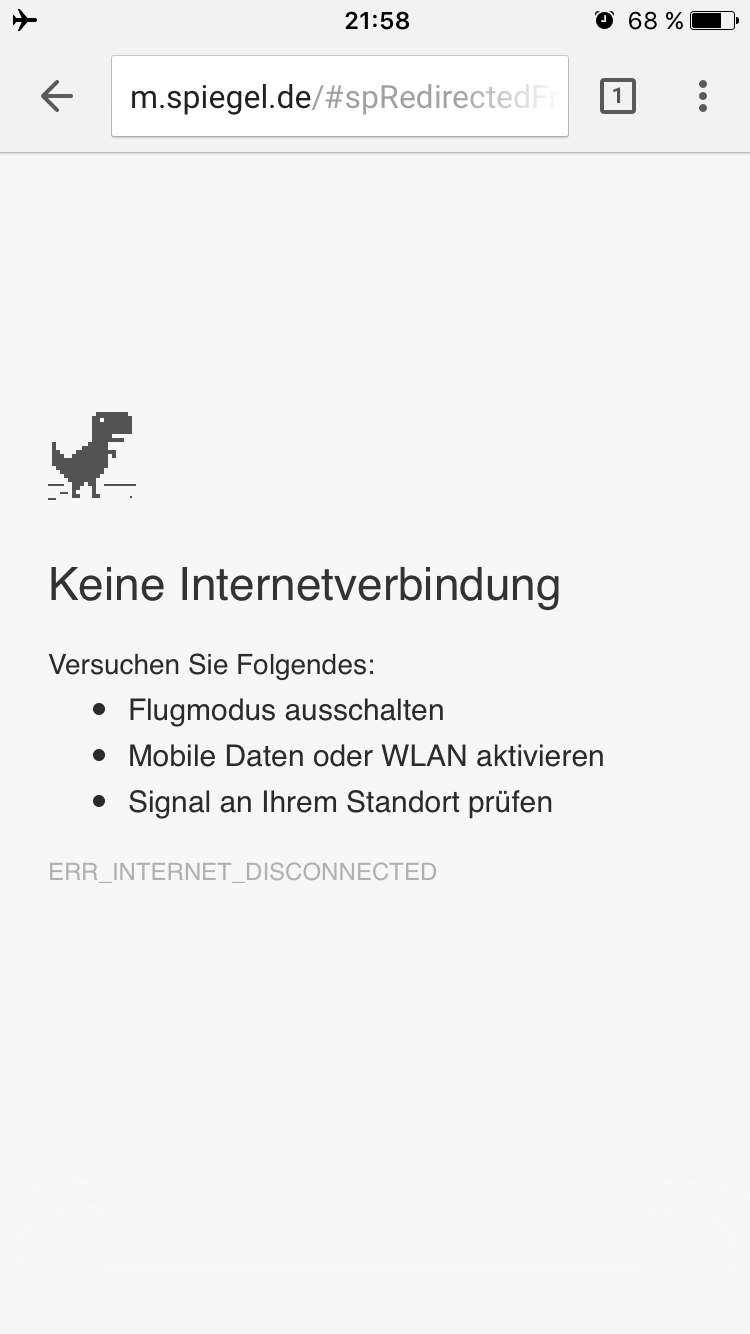 21:58
68 %
m.spiegel.de/#spRedirectedFr
1
Keine Internetverbindung
Versuchen Sie Folgendes:
Flugmodus ausschalten
Mobile Daten oder WLAN aktivieren
Signal an Ihrem Standort prüfen
ERR_INTERNET_DISCONNECTED